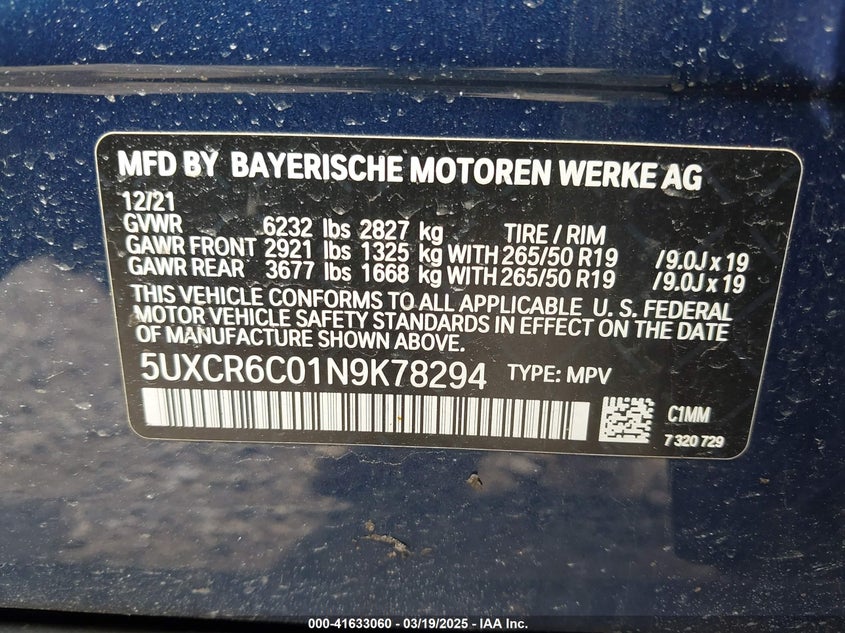 MFD BY BAYERISCHE MOTOREN WERKE AG
12/21
GVWR 6232 lbs 2827 kg TIRE / RIM
GAWR FRONT 2921 lbs 1325 kg WITH 265/50 R19 /9.0J x 19
GAWR REAR 3677 lbs 1668 kg WITH 265/50 R19 /9.0J x 19
THIS VEHICLE CONFORMS TO ALL APPLICABLE U. S. FEDERAL
MOTOR VEHICLE SAFETY STANDARDS IN EFFECT ON THE DATE
OF MANUFACTURE SHOWN ABOVE.
5UXCR6C01N9K78294 TYPE: MPV
C1MM
7 320 729
000-41633060 — 03/19/2025 — IAA Inc.